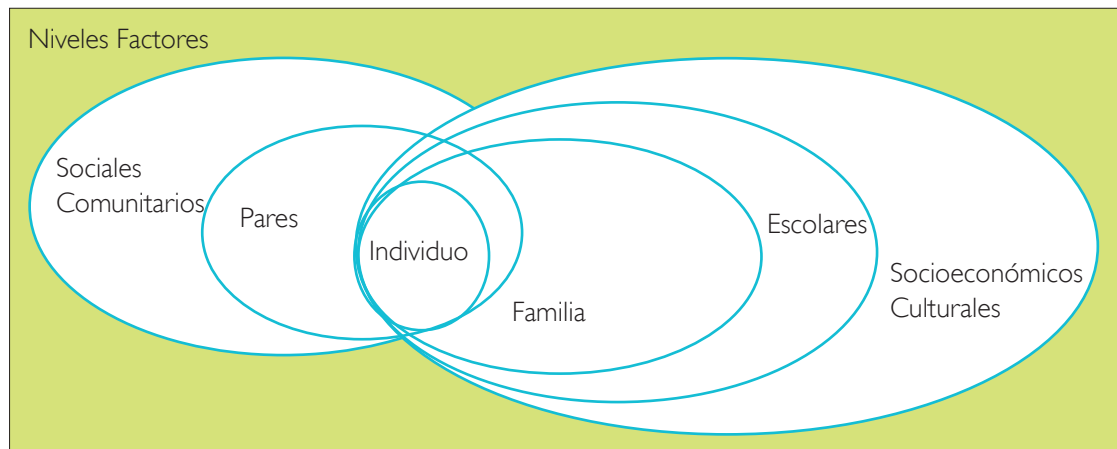 Niveles Factores
Sociales
Comunitarios
Pares
Individuo
Familia
Escolares
Socioeconómicos
Culturales